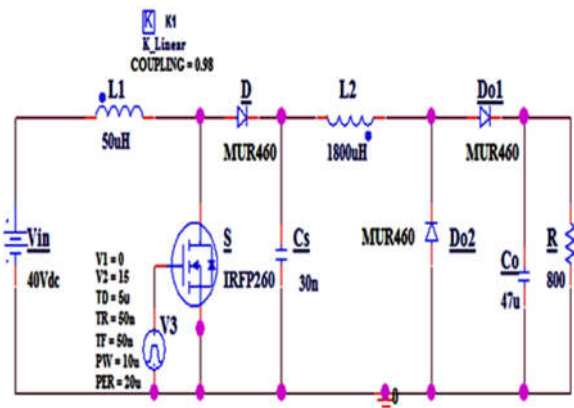 K K1
K_Linear
COUPLING = 0.98
L1
50uH
D
MUR460
L2
1800uH
Do1
MUR460
Vin
40Vdc
S
IRFP260
V1 = 0
V2 = 15
TD = 5u
TR = 50n
TF = 50n
PW = 10u
PER = 20u
V3
Cs
30n
MUR460
Do2
Co
47u
R
800
0